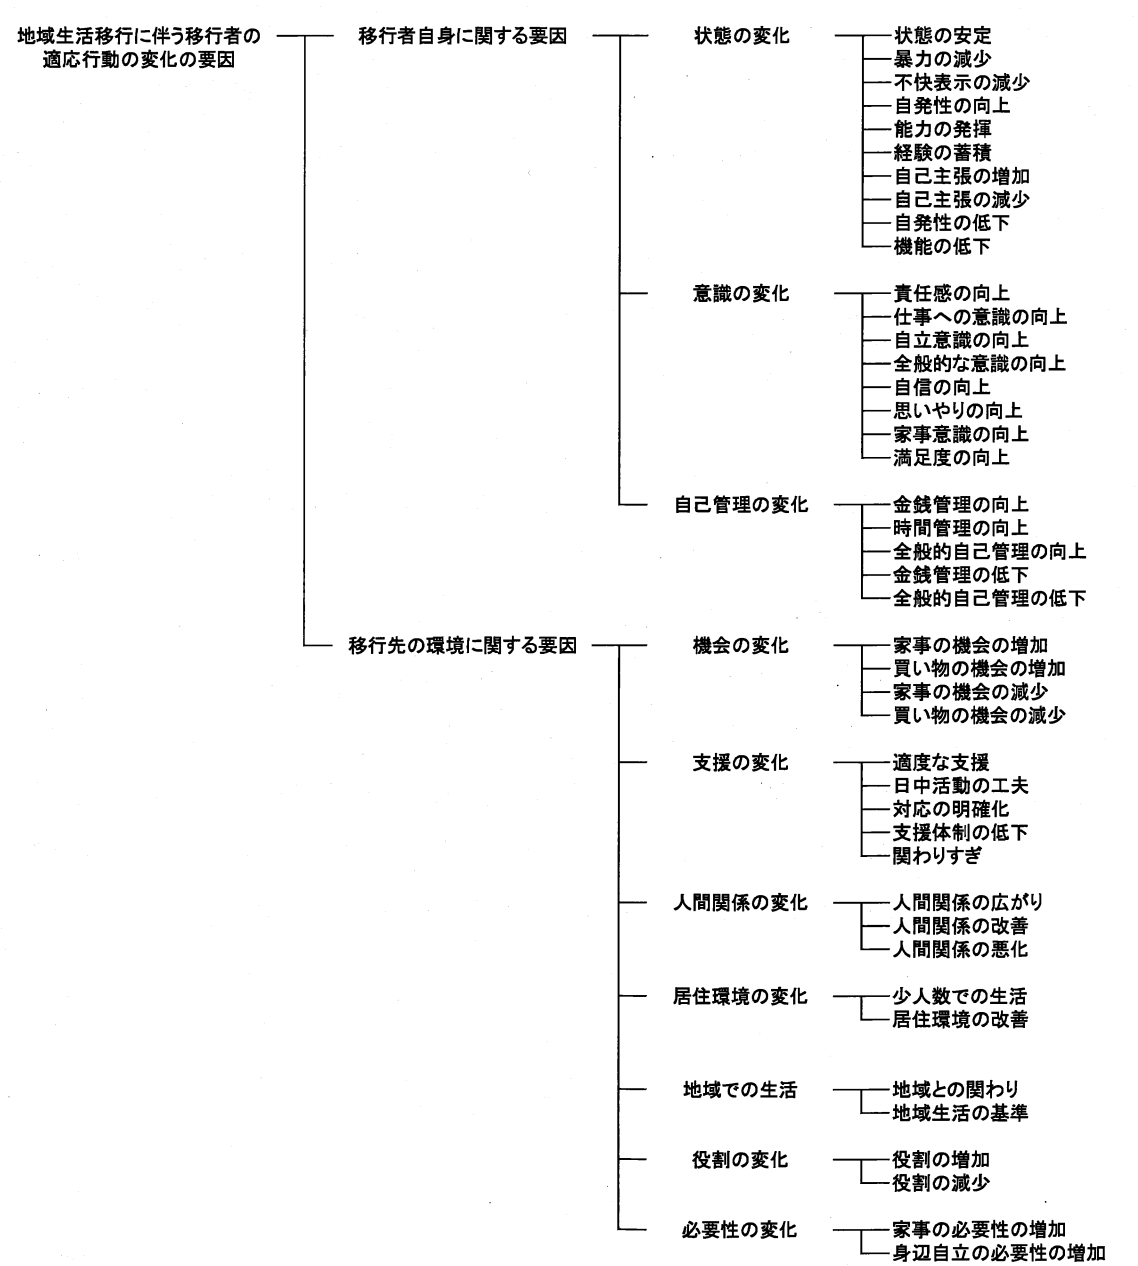 地域生活移行に伴う移行者の
適応行動の変化の要因
移行者自身に関する要因
状態の変化
状態の安定
暴力の減少
不快表示の減少
自発性の向上
能力の発揮
経験の蓄積
自己主張の増加
自己主張の減少
自発性の低下
機能の低下
意識の変化
責任感の向上
仕事への意識の向上
自立意識の向上
全般的な意識の向上
自信の向上
思いやりの向上
家事意識の向上
満足度の向上
自己管理の変化
金銭管理の向上
時間管理の向上
全般的自己管理の向上
金銭管理の低下
全般的自己管理の低下
移行先の環境に関する要因
機会の変化
家事の機会の増加
買い物の機会の増加
家事の機会の減少
買い物の機会の減少
支援の変化
適度な支援
日中活動の工夫
対応の明確化
支援体制の低下
関わりすぎ
人間関係の変化
人間関係の広がり
人間関係の改善
人間関係の悪化
居住環境の変化
少人数での生活
居住環境の改善
地域での生活
地域との関わり
地域生活の基準
役割の変化
役割の増加
役割の減少
必要性の変化
家事の必要性の増加
身辺自立の必要性の増加